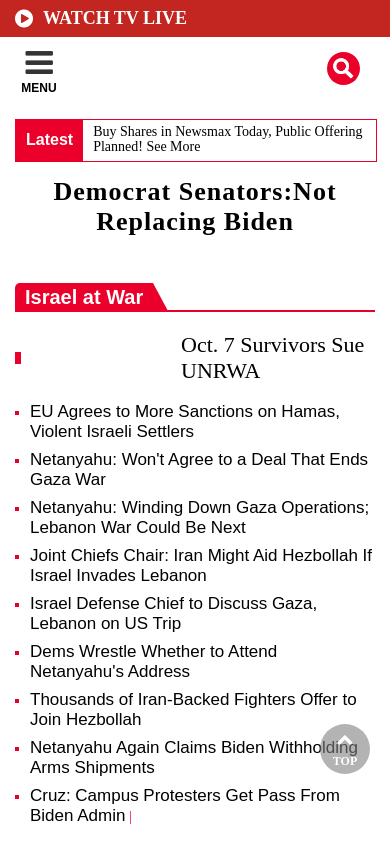 WATCH TV LIVE
MENU
Latest
Buy Shares in Newsmax Today, Public Offering
Planned! See More
Democrat Senators:Not
Replacing Biden
Israel at War
Oct. 7 Survivors Sue
UNRWA
EU Agrees to More Sanctions on Hamas,
Violent Israeli Settlers
Netanyahu: Won't Agree to a Deal That Ends
Gaza War
Netanyahu: Winding Down Gaza Operations;
Lebanon War Could Be Next
Joint Chiefs Chair: Iran Might Aid Hezbollah If
Israel Invades Lebanon
Israel Defense Chief to Discuss Gaza,
Lebanon on US Trip
Dems Wrestle Whether to Attend
Netanyahu's Address
Thousands of Iran-Backed Fighters Offer to
Join Hezbollah
Netanyahu Again Claims Biden Withholding
Arms Shipments
TOP
Cruz: Campus Protesters Get Pass From
Biden Admin